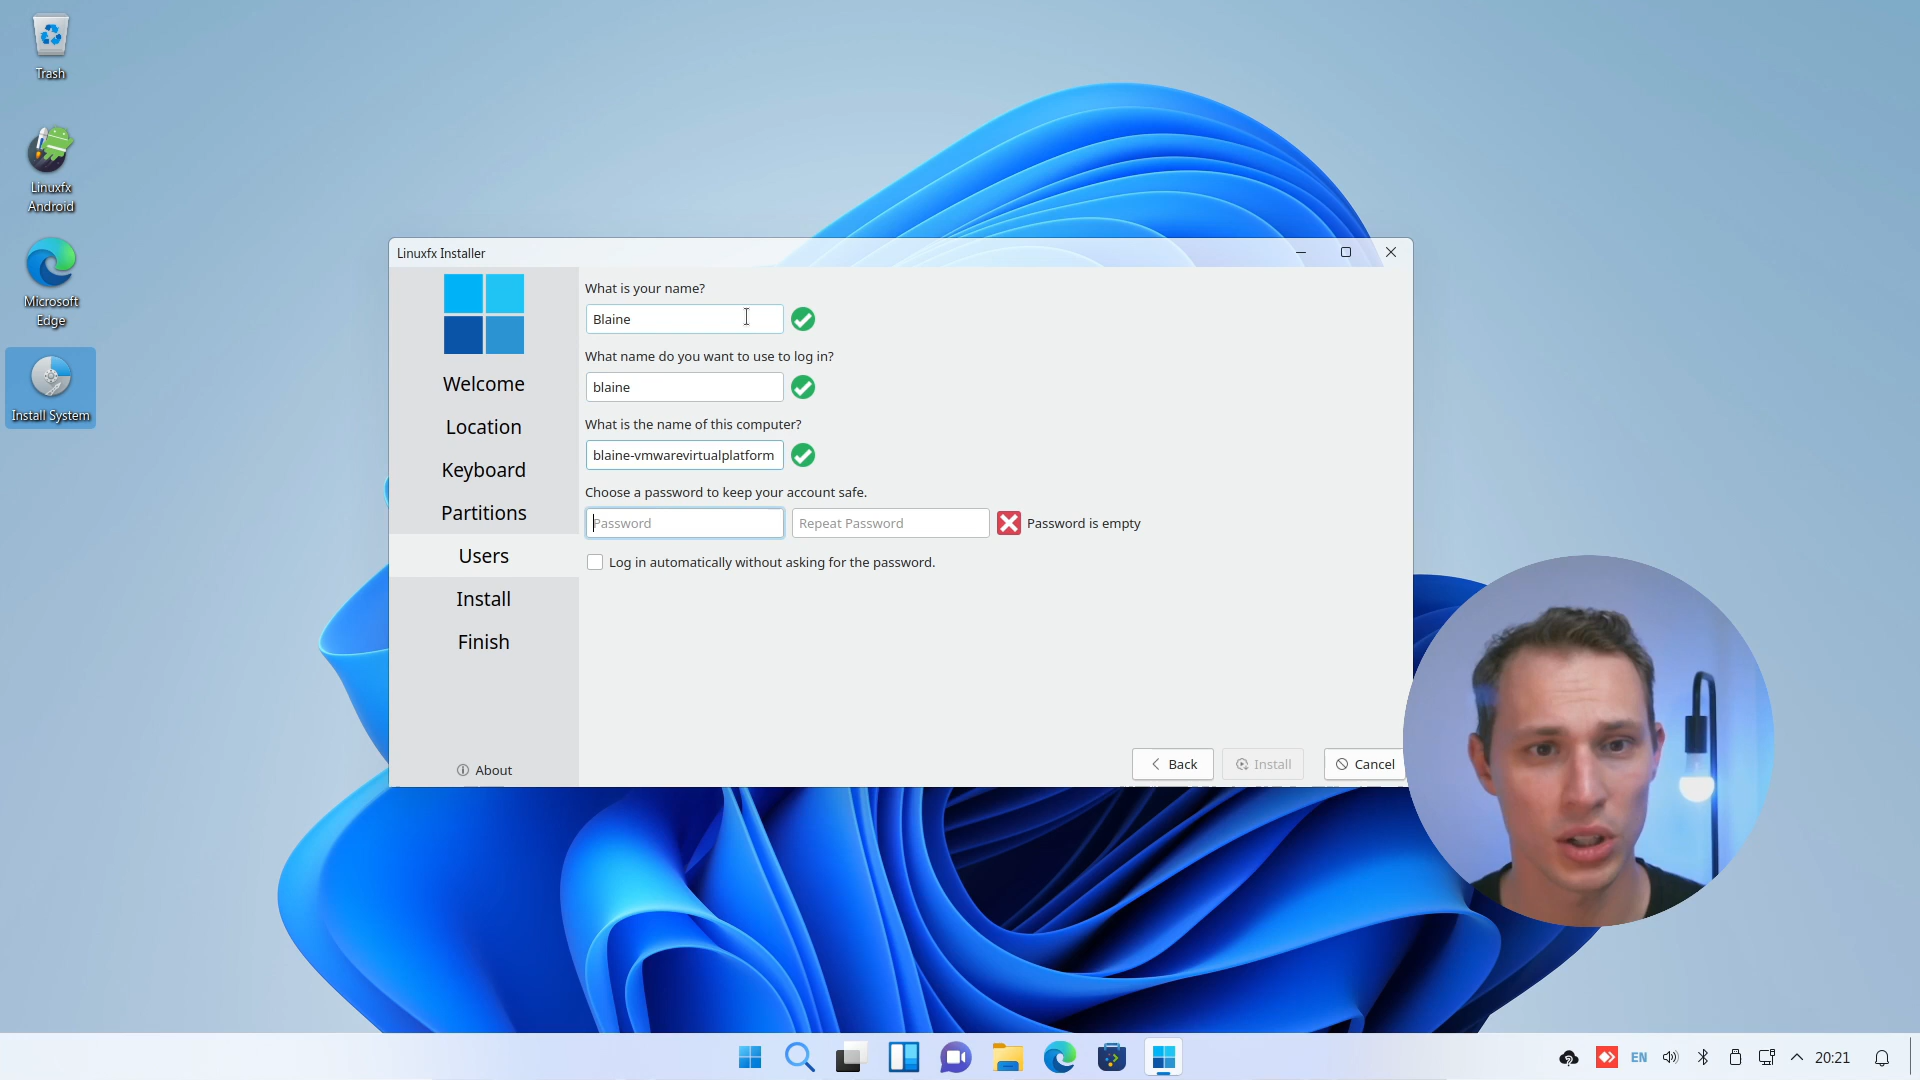 Trash
Linuxfx
Android
Microsoft
Edge
Install System
Linuxfx Installer
Welcome
Location
Keyboard
Partitions
Users
Install
Finish
About
What is your name?
Blaine
What name do you want to use to log in?
blaine
What is the name of this computer?
blaine-vmwarevirtualplatform
Choose a password to keep your account safe.
Password
Repeat Password
Password is empty
Log in automatically without asking for the password.
Back
Install
Cancel
EN
20:21